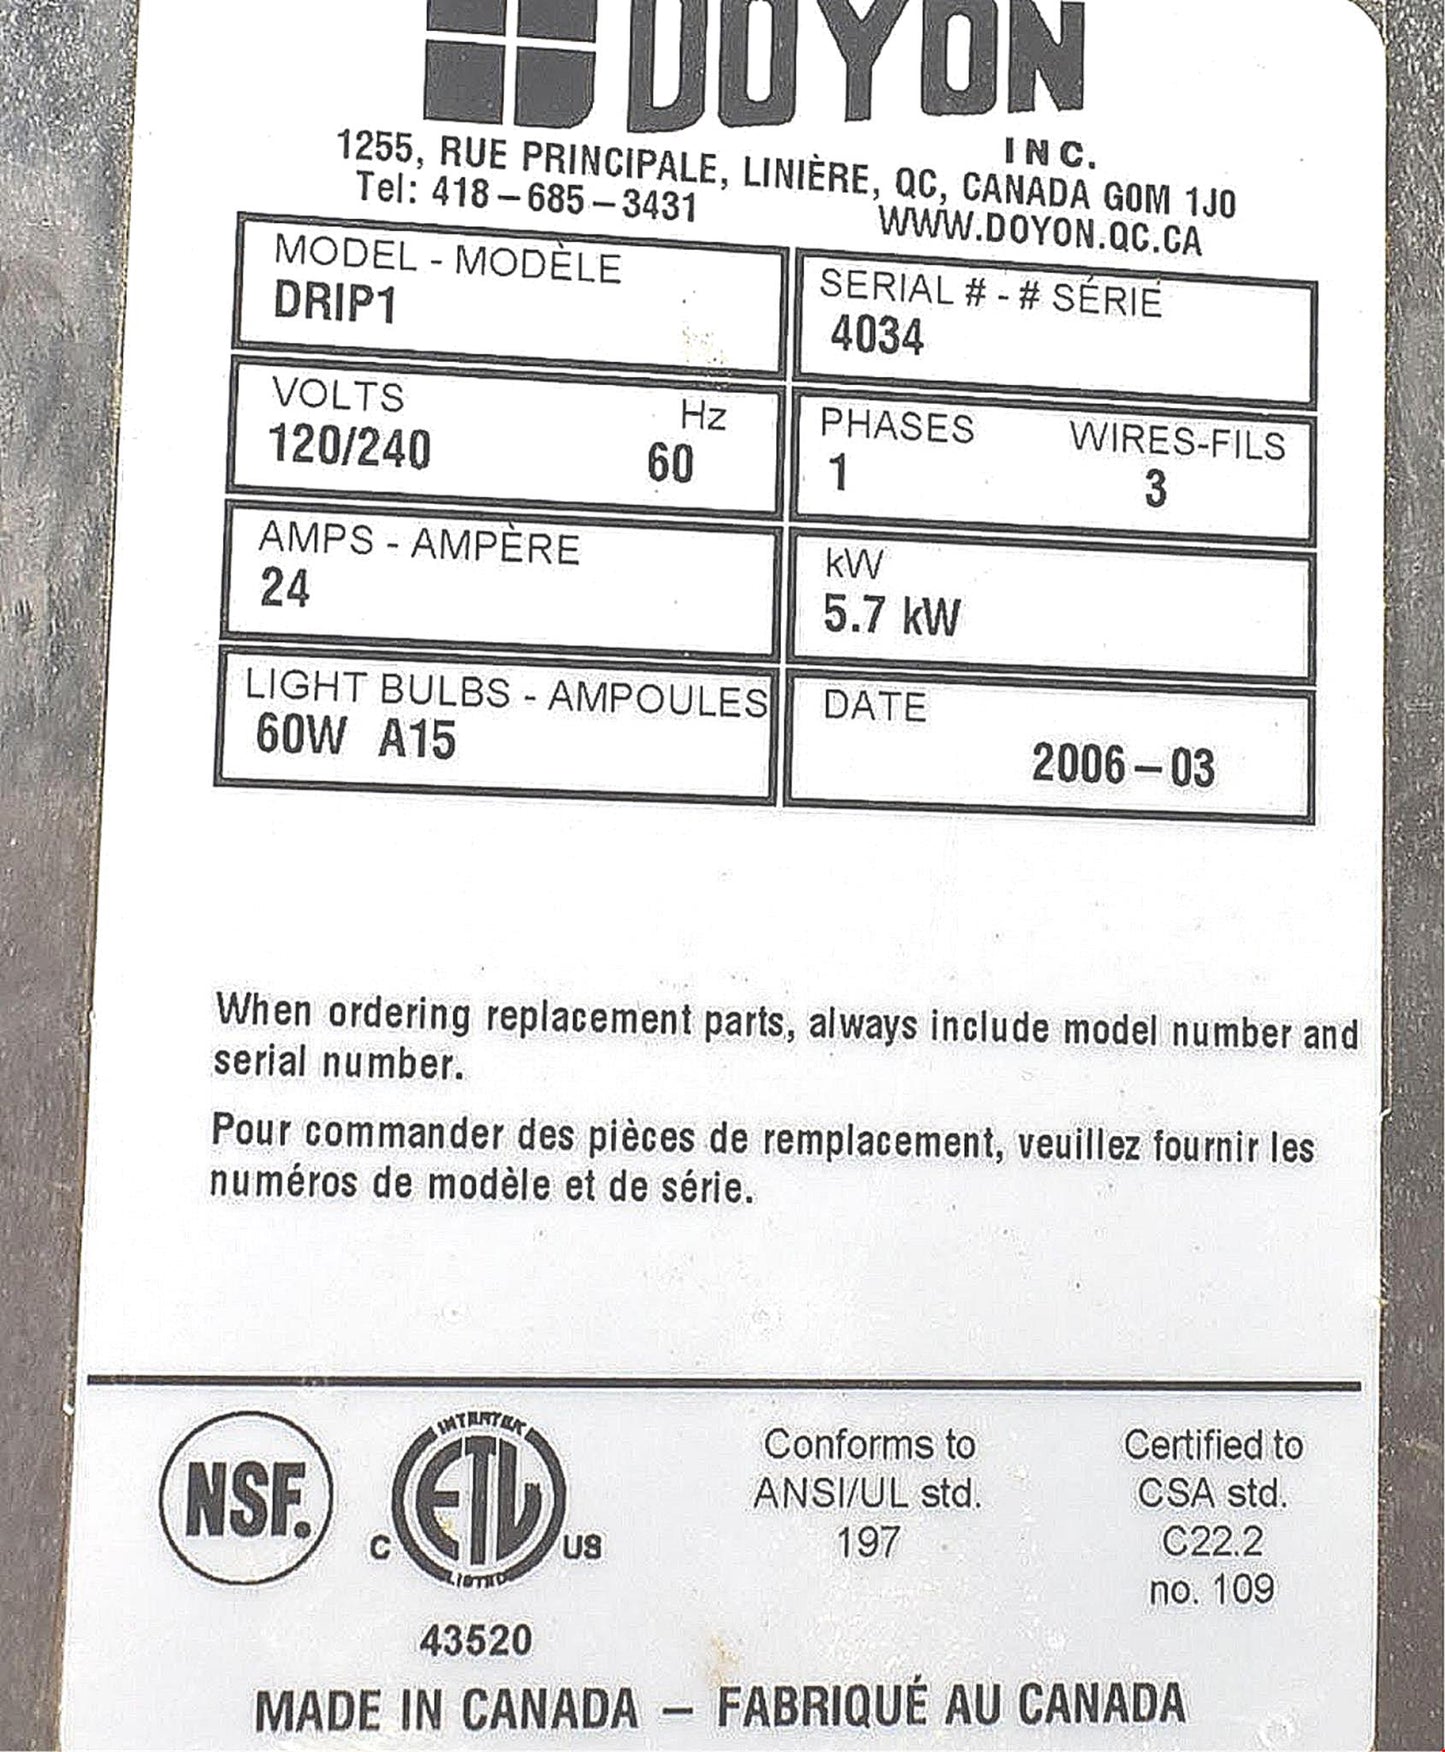 DOYON
INC.
1255, RUE PRINCIPALE, LINIÈRE, QC, CANADA G0M 1J0
Tel: 418-685-3431 WWW.DOYON.QC.CA
MODEL - MODÈLE
DRIP1
SERIAL # - # SÉRIE
4034
VOLTS Hz
120/240 60
PHASES WIRES-FILS
1 3
AMPS - AMPÈRE
24
kW
5.7 kW
LIGHT BULBS - AMPOULES
60W A15
DATE
2006-03
When ordering replacement parts, always include model number and
serial number.
Pour commander des pièces de remplacement, veuillez fournir les
numéros de modèle et de série.
NSF.
INTERTEK
ETL
C US
LISTED
43520
Conforms to
ANSI/UL std.
197
Certified to
CSA std.
C22.2
no. 109
MADE IN CANADA - FABRIQUÉ AU CANADA